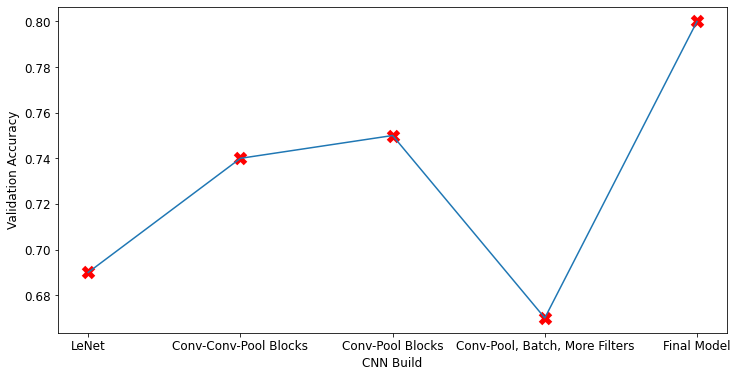 0.80
0.78
0.76
0.74
0.72
0.70
0.68
Validation Accuracy
LeNet Conv-Conv-Pool Blocks Conv-Pool Blocks Conv-Pool, Batch, More Filters Final Model
CNN Build